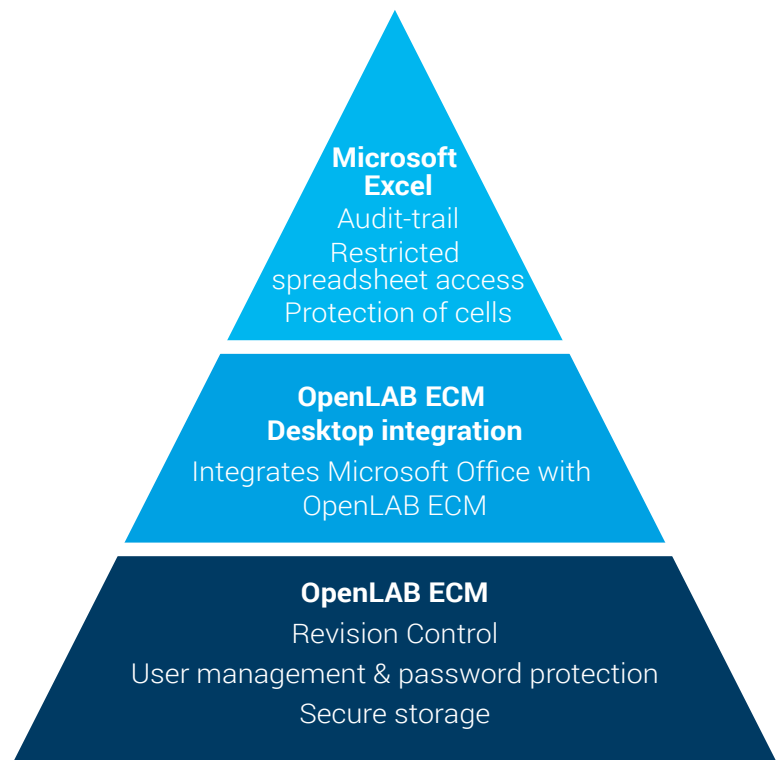 Microsoft
Excel
Audit-trail
Restricted
spreadsheet access
Protection of cells
OpenLAB ECM
Desktop integration
Integrates Microsoft Office with
OpenLAB ECM
OpenLAB ECM
Revision Control
User management & password protection
Secure storage